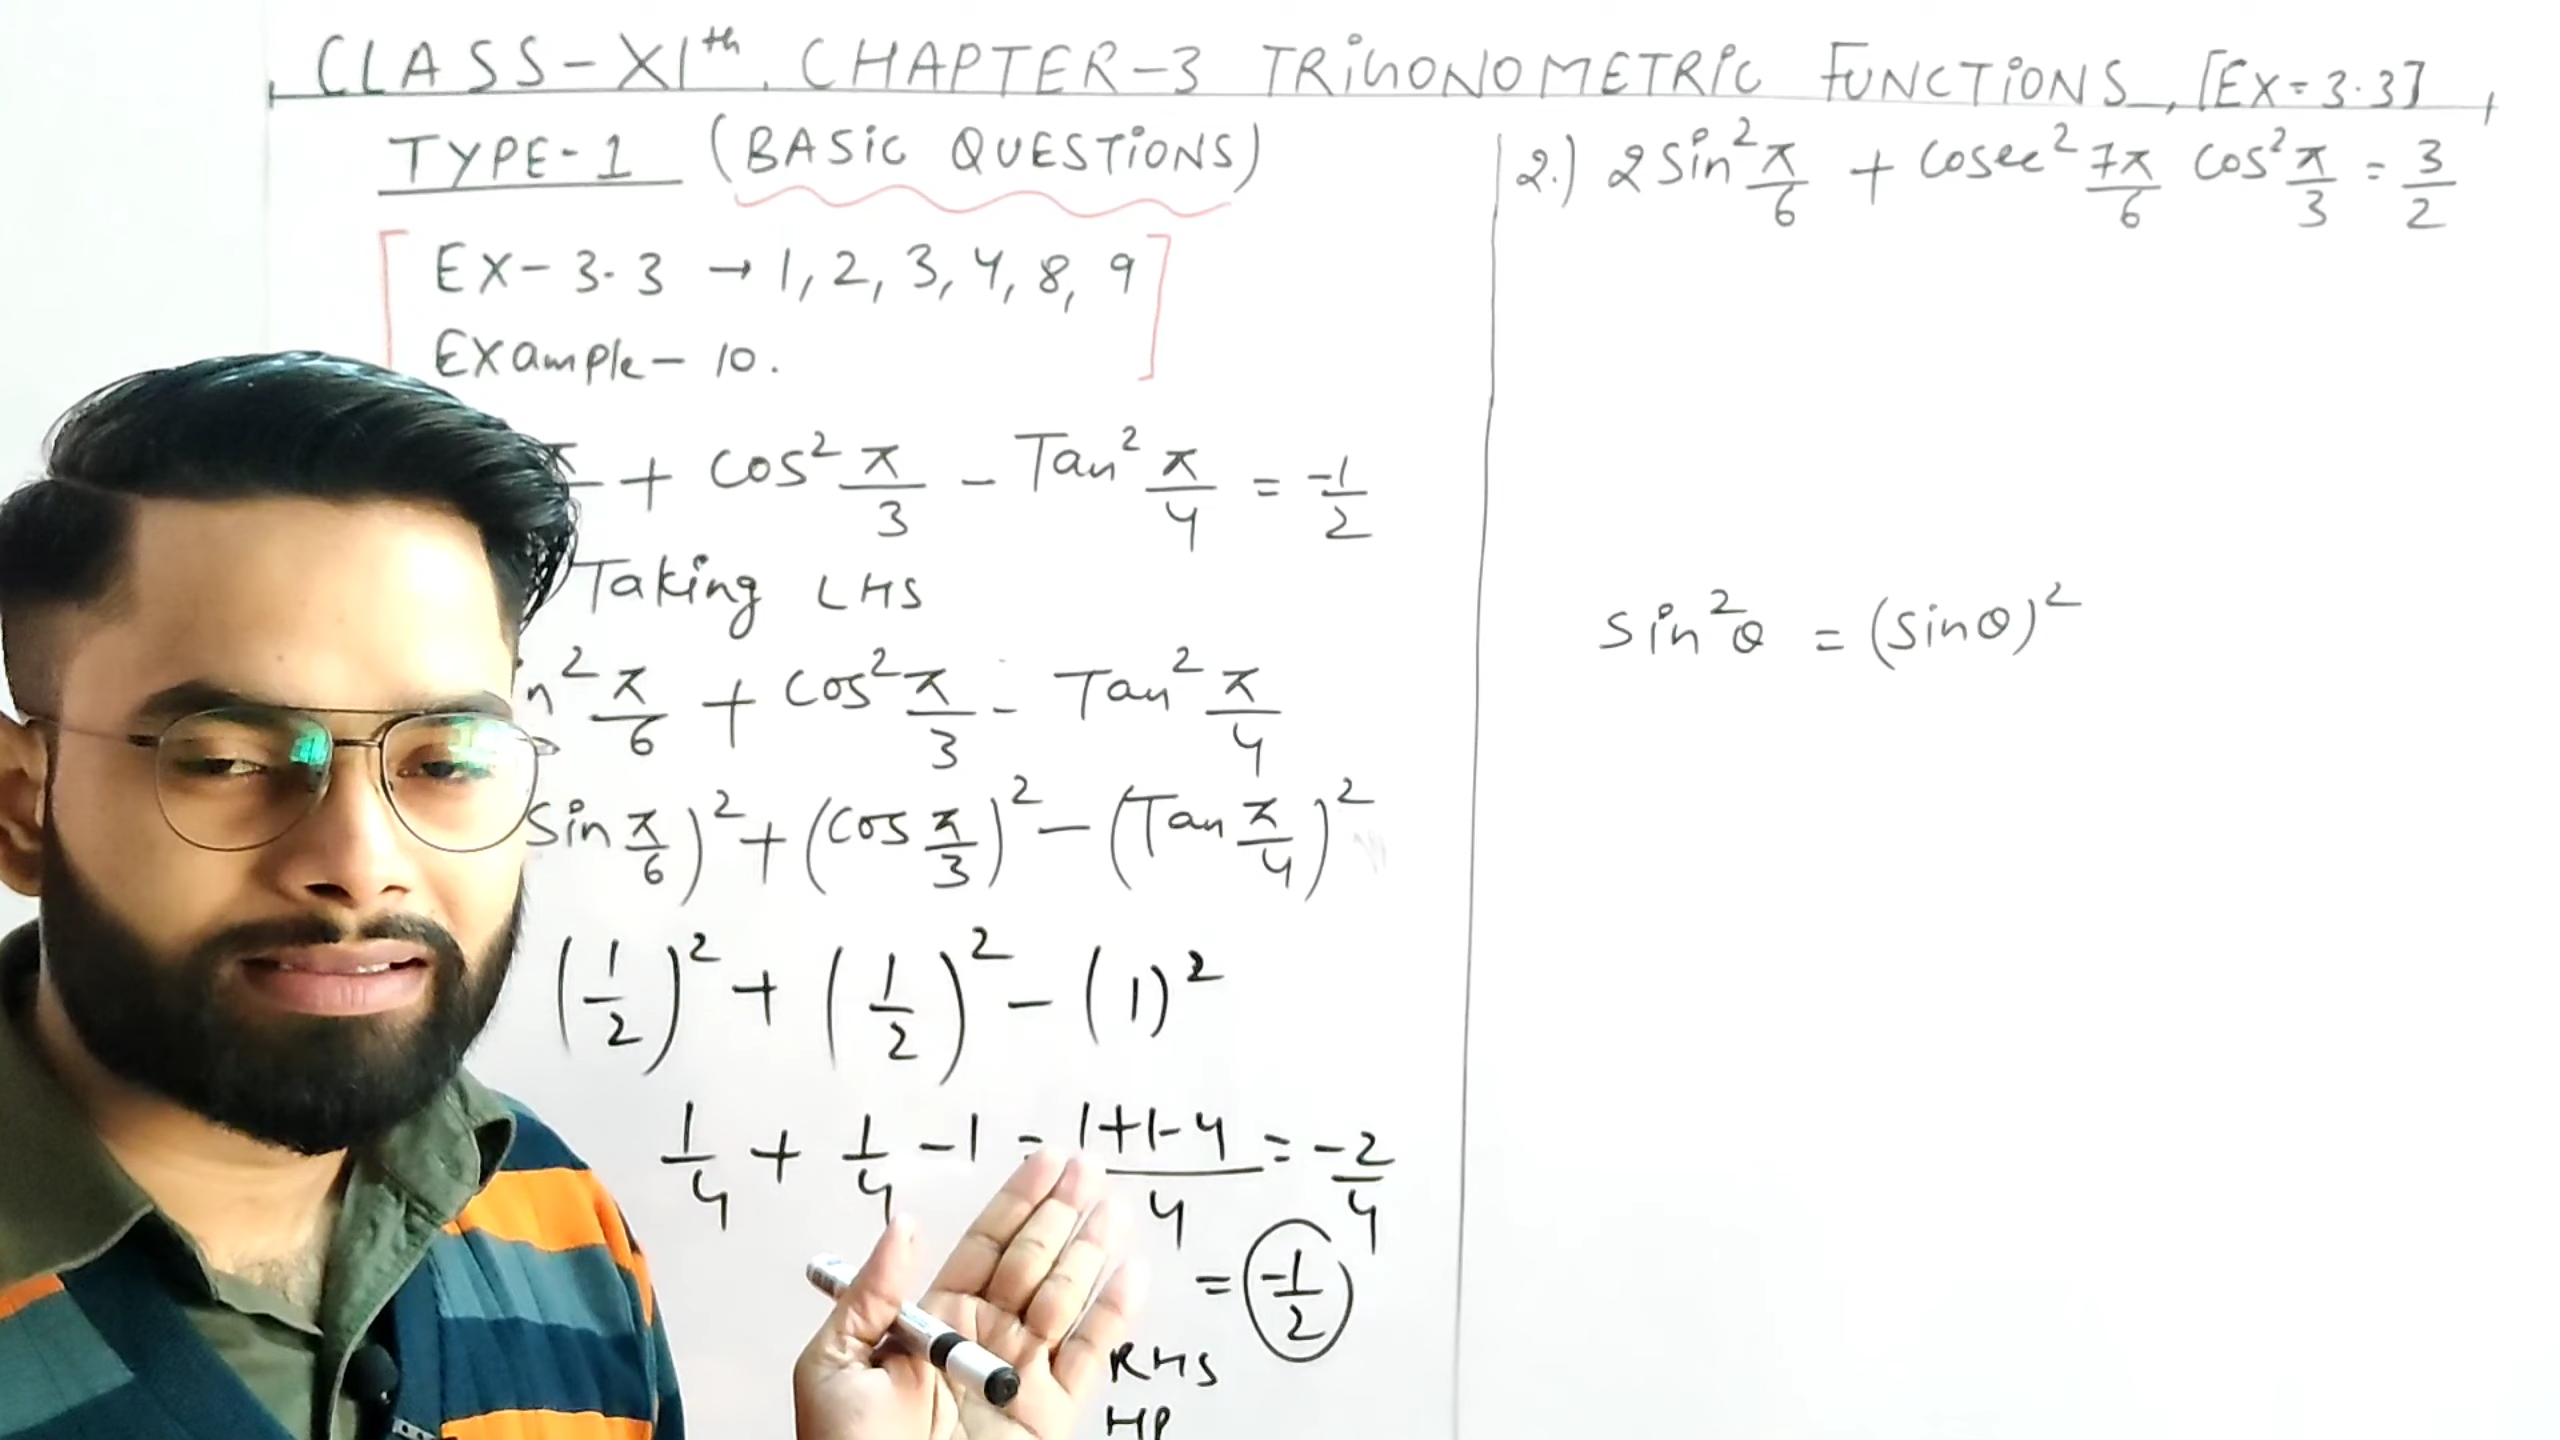 CLASS-XIth, CHAPTER-3 TRIGONOMETRIC FUNCTIONS, [EX=3.3]
TYPE-1 (BASIC QUESTIONS)
EX-3.3 → 1, 2, 3, 4, 8, 9
Example-10.
π + cos² π/3 - Tan² π/4 = -1/2
Taking LHS
n² π/6 + cos² π/3 - Tan² π/4
sin π/6)² + (cos π/3)² - (Tan π/4)²
(1/2)² + (1/2)² - (1)²
1/4 + 1/4 - 1 = 1+1-4/4 = -2/4
= -1/2
RHS
HP
2.) 2 sin² π/6 + cosec² 7π/6 cos² π/3 = 3/2
sin²θ = (sinθ)²